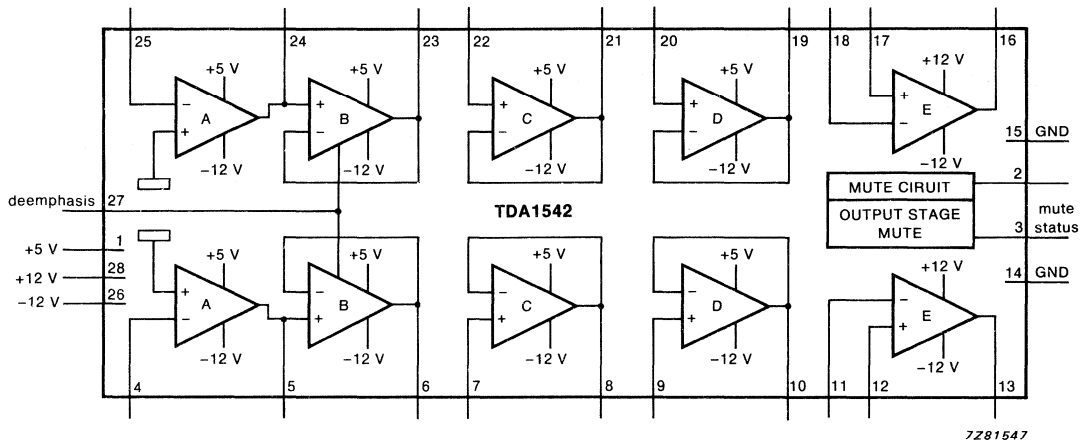 25 24 23 22 21 20 19 18 17 16
+5 V +5 V +5 V +5 V +12 V
− A + + B − + C − + D − + E −
−12 V −12 V −12 V −12 V −12 V
15 GND
2
MUTE CIRUIT
deemphasis 27
TDA1542
OUTPUT STAGE
MUTE
mute
3 status
+5 V 1
+12 V 28
−12 V 26
14 GND
+5 V +5 V +5 V +5 V +12 V
+ A − − B + − C + − D + − E +
−12 V −12 V −12 V −12 V −12 V
4 5 6 7 8 9 10 11 12 13
7Z81547